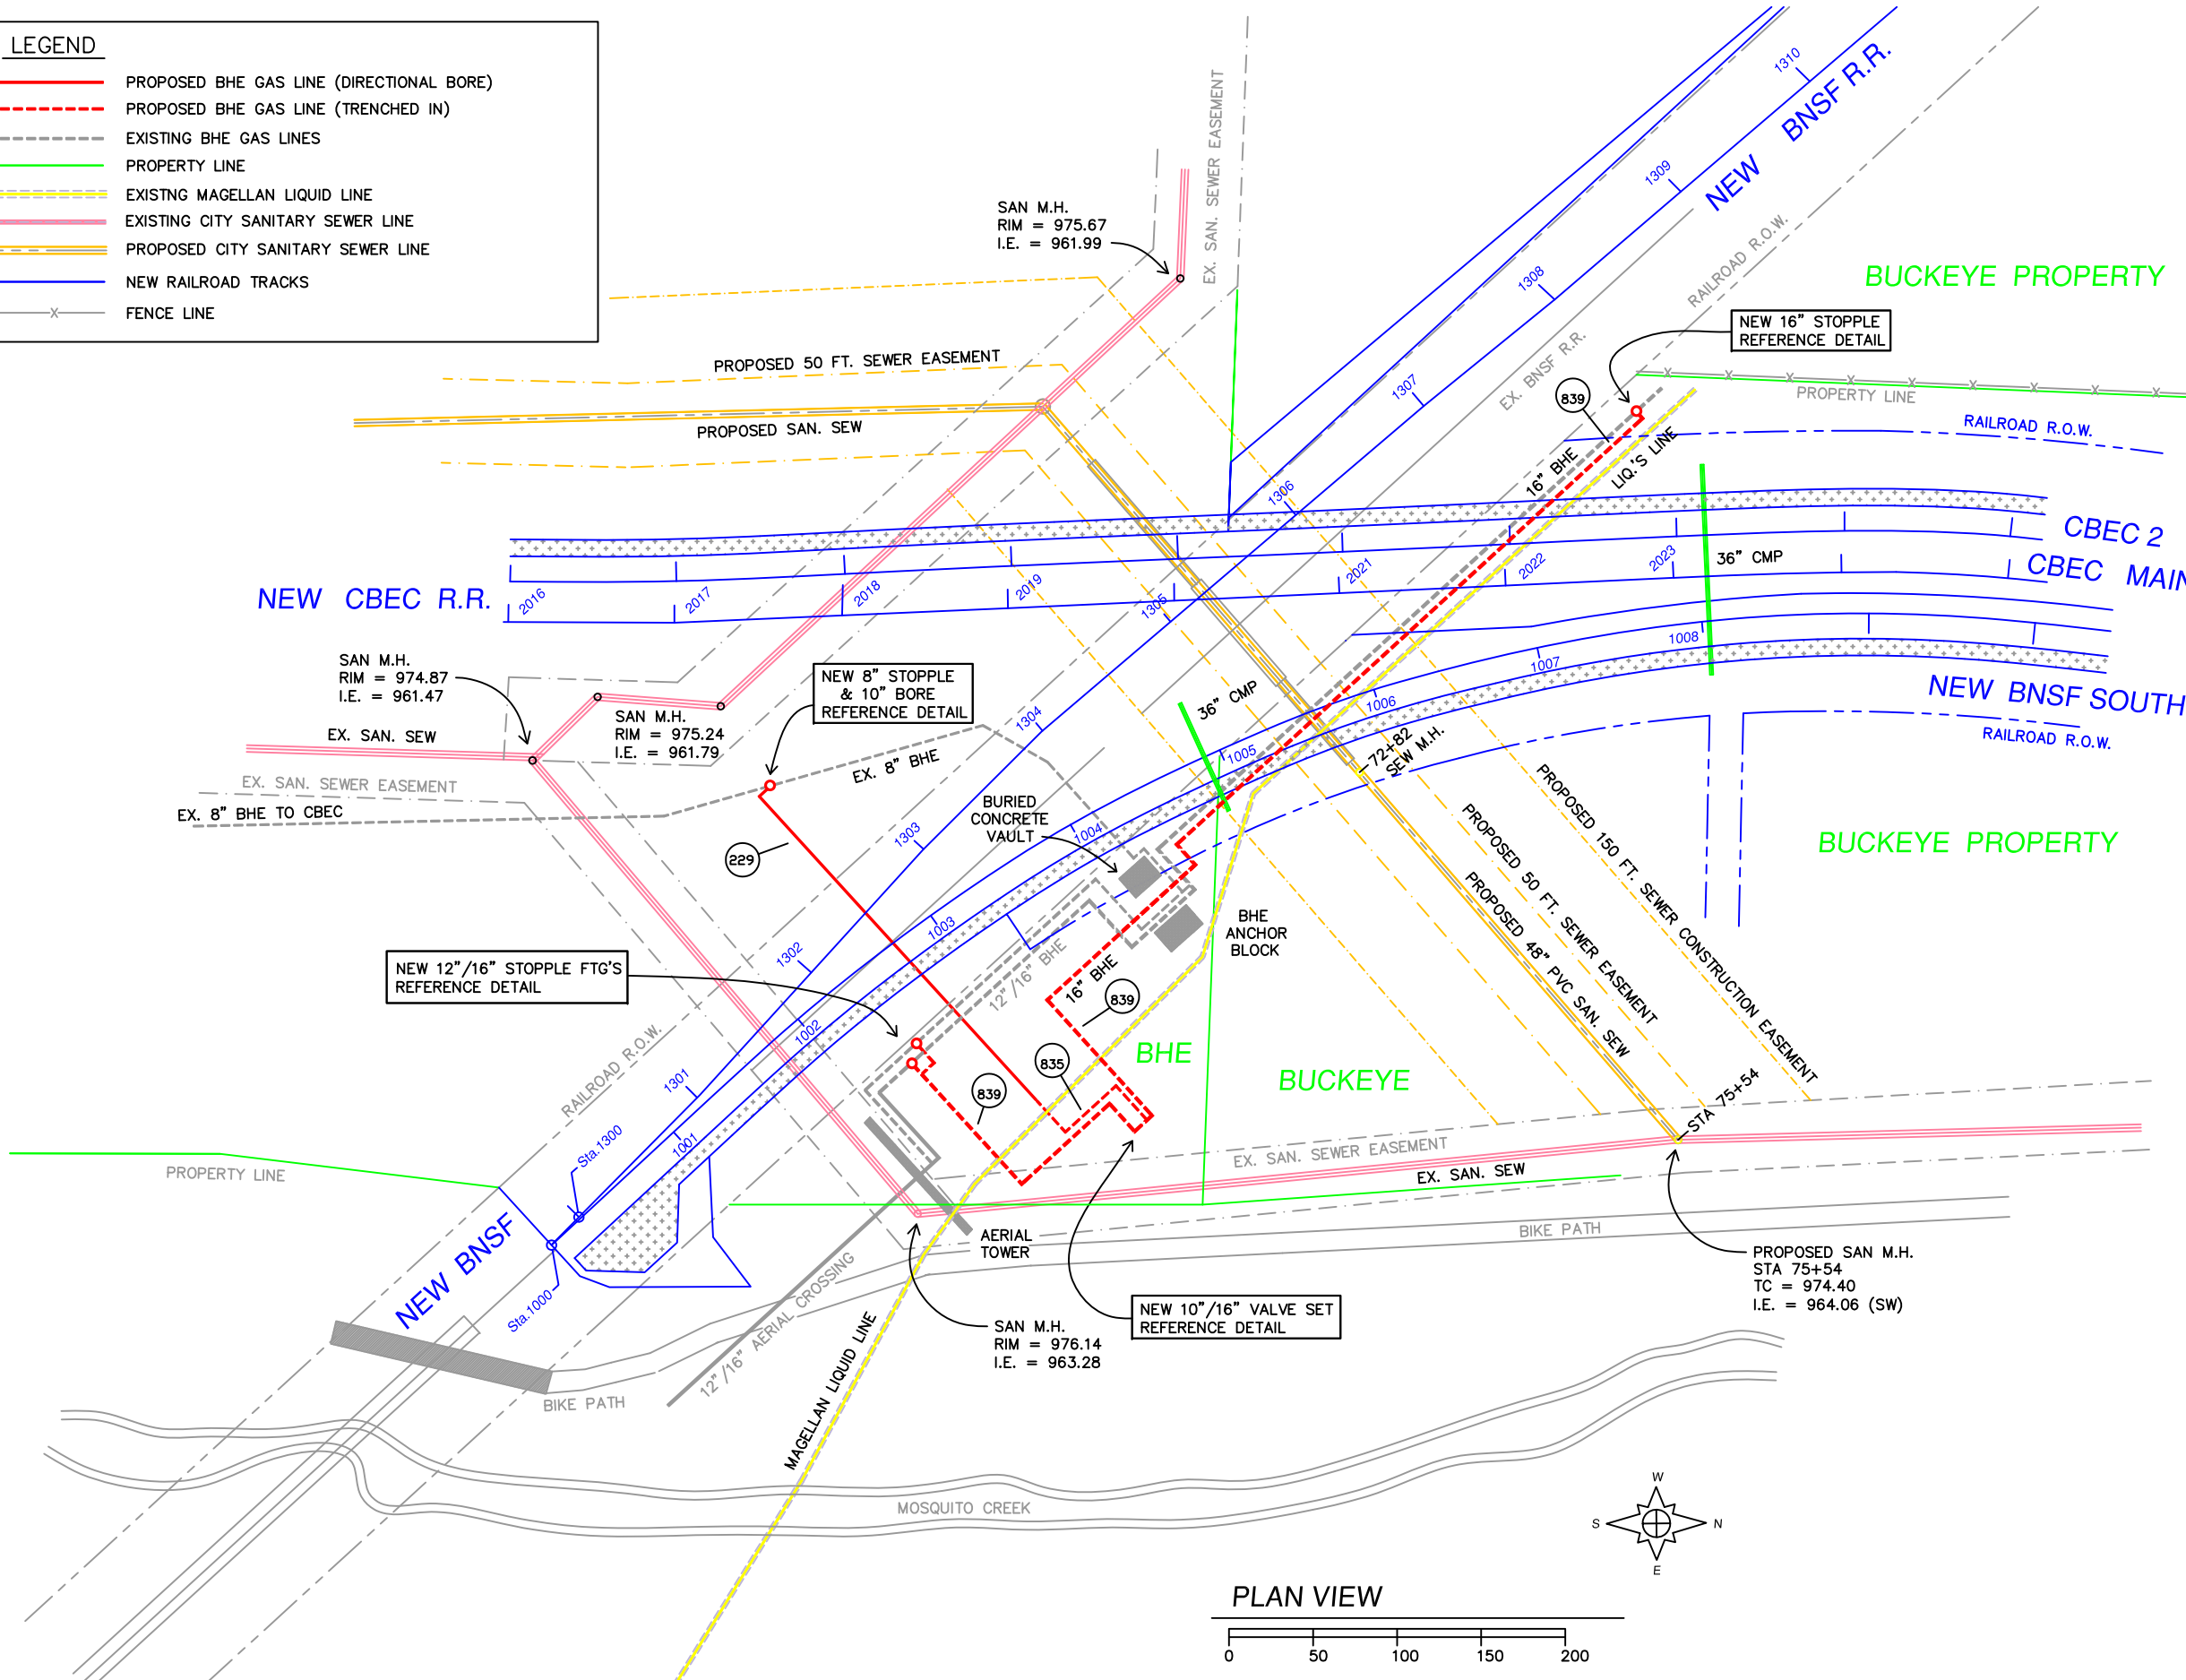 LEGEND
PROPOSED BHE GAS LINE (DIRECTIONAL BORE)
PROPOSED BHE GAS LINE (TRENCHED IN)
EXISTING BHE GAS LINES
PROPERTY LINE
EXISTNG MAGELLAN LIQUID LINE
EXISTING CITY SANITARY SEWER LINE
PROPOSED CITY SANITARY SEWER LINE
NEW RAILROAD TRACKS
X
FENCE LINE
EX. SAN. SEWER EASEMENT
SAN M.H.
RIM = 975.67
I.E. = 961.99
1310
NEW BNSF R.R.
1309
1308
1307
1306
1305
1304
1303
1302
1301
Sta.1300
RAILROAD R.O.W.
BUCKEYE PROPERTY
NEW 16” STOPPLE
REFERENCE DETAIL
EX. BNSF R.R.
839
X X X X X X X X X
PROPERTY LINE
RAILROAD R.O.W.
16” BHE
LIQ.'S LINE
PROPOSED 50 FT. SEWER EASEMENT
PROPOSED SAN. SEW
CBEC 2
CBEC MAIN
36” CMP
NEW CBEC R.R.
2016
2017
2018
2019
2021
2022
2023
1008
1007
1006
1005
1004
1003
1002
1001
Sta.1000
NEW BNSF SOUTH
RAILROAD R.O.W.
SAN M.H.
RIM = 974.87
I.E. = 961.47
EX. SAN. SEW
SAN M.H.
RIM = 975.24
I.E. = 961.79
NEW 8” STOPPLE
& 10” BORE
REFERENCE DETAIL
36” CMP
72+82
SEW M.H.
EX. SAN. SEWER EASEMENT
EX. 8” BHE TO CBEC
EX. 8” BHE
BURIED
CONCRETE
VAULT
229
PROPOSED 150 FT. SEWER CONSTRUCTION EASEMENT
PROPOSED 50 FT. SEWER EASEMENT
PROPOSED 48” PVC SAN. SEW
BUCKEYE PROPERTY
BHE
ANCHOR
BLOCK
NEW 12”/16” STOPPLE FTG'S
REFERENCE DETAIL
12”/16” BHE
16” BHE
839
835
839
BHE
BUCKEYE
RAILROAD R.O.W.
STA 75+54
PROPERTY LINE
EX. SAN. SEWER EASEMENT
EX. SAN. SEW
BIKE PATH
NEW BNSF
AERIAL
TOWER
12”/16” AERIAL CROSSING
PROPOSED SAN M.H.
STA 75+54
TC = 974.40
I.E. = 964.06 (SW)
NEW 10”/16” VALVE SET
REFERENCE DETAIL
SAN M.H.
RIM = 976.14
I.E. = 963.28
BIKE PATH
MAGELLAN LIQUID LINE
MOSQUITO CREEK
W
S N
E
PLAN VIEW
0 50 100 150 200